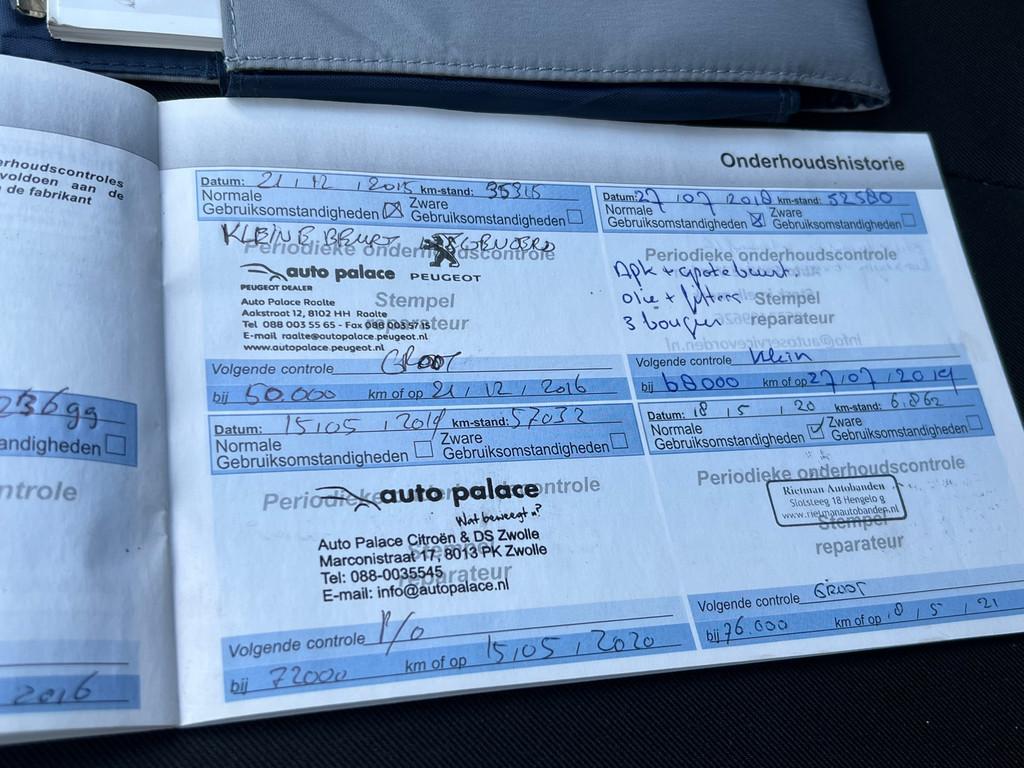 erhoudscontroles
voldoen aan de
de fabrikant
236gg
andigheden
ntrole
2016
Onderhoudshistorie
Datum: 21, 12, 2015 km-stand: 35315
Normale Gebruiksomstandigheden Zware Gebruiksomstandigheden
KLEINE BEURT
Periodieke onderhoudscontrole
auto palace PEUGEOT
PEUGEOT DEALER
Stempel reparateur
Auto Palace Raalte
Aakstraat 12, 8102 HH Raalte
Tel 088 003 55 65 - Fax 088 003 57 15
E-mail raalte@autopalace.peugeot.nl
www.autopalace.peugeot.nl
Volgende controle GROOT
bij 50.000 km of op 21, 12, 2016
Datum: 27, 07, 2018 km-stand: 52580
Normale Gebruiksomstandigheden Zware Gebruiksomstandigheden
Periodieke onderhoudscontrole
Apk + grote beurt.
olie + filters
3 bougies
Stempel
reparateur
Volgende controle klein
bij 68000 km of op 27, 07, 2019
Datum: 15, 05, 2019 km-stand: 57032
Normale Gebruiksomstandigheden Zware Gebruiksomstandigheden
Periodieke onderhoudscontrole
auto palace
Wat beweegt u?
Stempel reparateur
Auto Palace Citroën & DS Zwolle
Marconistraat 17, 8013 PK Zwolle
Tel: 088-0035545
E-mail: info@autopalace.nl
Volgende controle P/o
bij 72000 km of op 15, 05, 2020
Datum: 18, 5, 20 km-stand: 6.862
Normale Gebruiksomstandigheden Zware Gebruiksomstandigheden
Periodieke onderhoudscontrole
Rietman Autobanden
Slotsteeg 18 Hengelo g
www.rietmanautobanden.nl
Stempel
reparateur
Volgende controle GROOT
bij 76.000 km of op 8, 5, 21